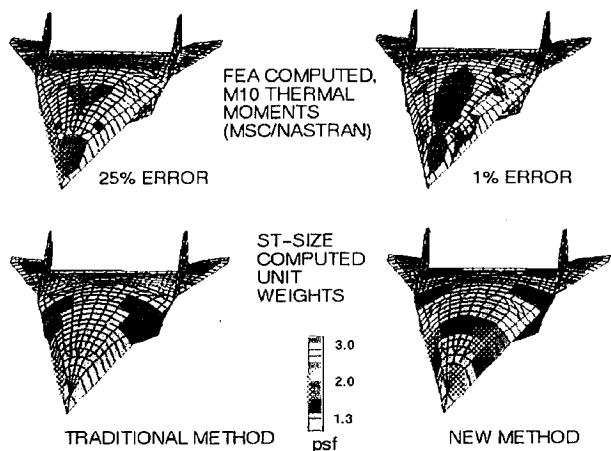 FEA COMPUTED,
M10 THERMAL
MOMENTS
(MSC/NASTRAN)
25% ERROR
1% ERROR
ST-SIZE
COMPUTED
UNIT
WEIGHTS
3.0
2.0
1.3
psf
TRADITIONAL METHOD
NEW METHOD